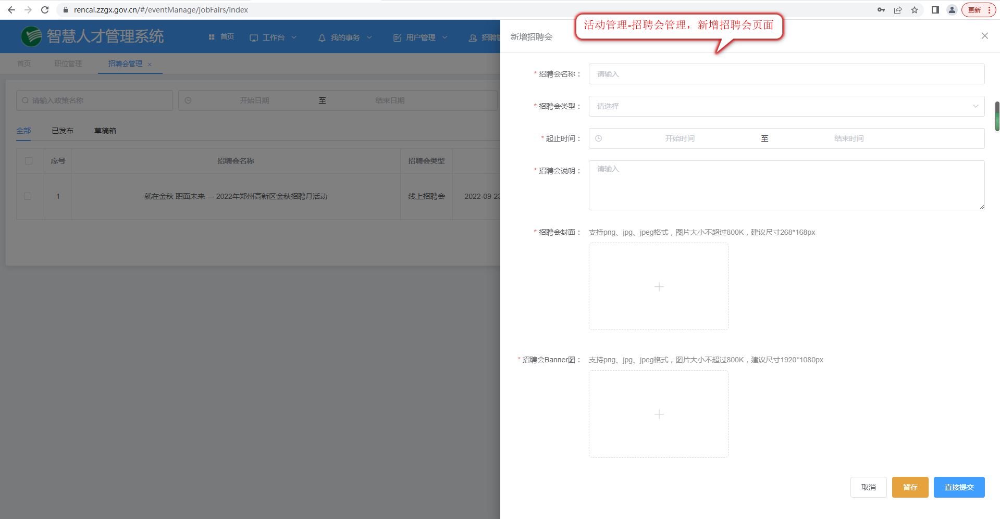 rencai.zzgx.gov.cn/#/eventManage/jobFairs/index
更新
智慧人才管理系统
首页
工作台
我的事务
用户管理
招聘管
新增招聘会
活动管理-招聘会管理，新增招聘会页面
首页
职位管理
招聘会管理
请输入政策名称
开始日期
至
结束日期
全部
已发布
草稿箱
序号
招聘会名称
招聘会类型
1
就在金秋 职面未来 — 2022年郑州高新区金秋招聘月活动
线上招聘会
2022-09-23
* 招聘会名称：
请输入
* 招聘会类型：
请选择
* 起止时间：
开始时间
至
结束时间
* 招聘会说明：
请输入
* 招聘会封面：
支持png、jpg、jpeg格式，图片大小不超过800K，建议尺寸268*168px
* 招聘会Banner图：
支持png、jpg、jpeg格式，图片大小不超过800K，建议尺寸1920*1080px
取消
暂存
直接提交